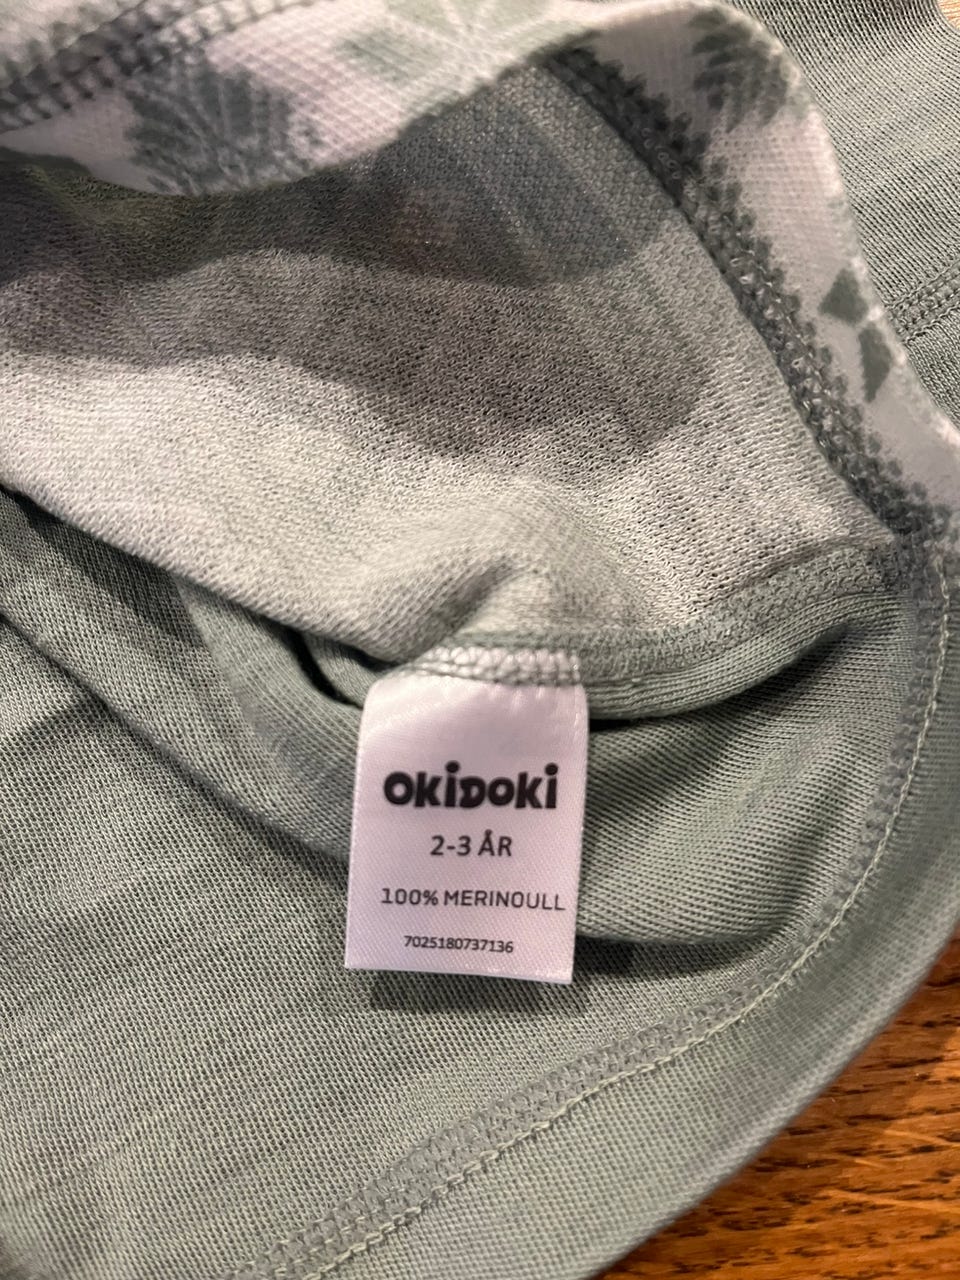 OKiDOKi
2-3 ÅR
100% MERINOULL
7025180737136